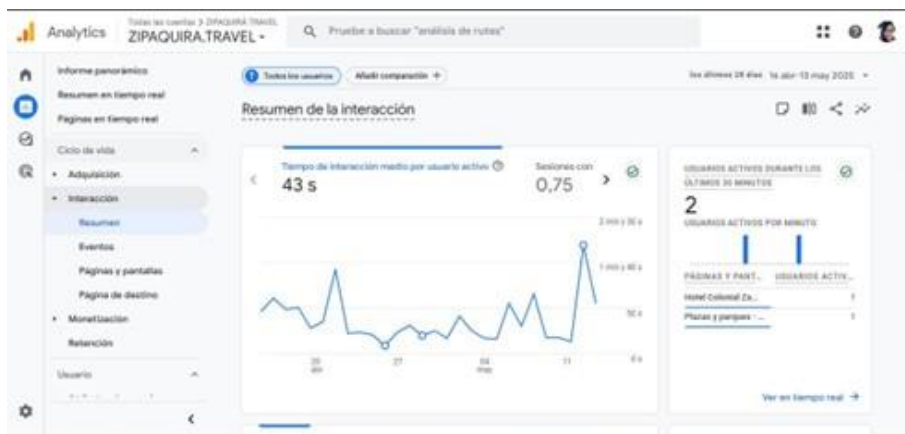 Analytics
Todas las cuentas > ZIPAQUIRÁ TRAVEL
ZIPAQUIRA.TRAVEL
Pruebe a buscar "análisis de rutas"
Informe panorámico
Resumen en tiempo real
Páginas en tiempo real
Ciclo de vida
Adquisición
Interacción
Resumen
Eventos
Páginas y pantallas
Página de destino
Monetización
Retención
Usuario
Todos los usuarios
Añadir comparación +
Los últimos 28 días 16 abr-13 may 2025
Resumen de la interacción
Tiempo de interacción medio por usuario activo
43 s
Sesiones con
0,75
2 min y 30 s
1 min y 40 s
50 s
0 s
20
abr
27
04
may
11
USUARIOS ACTIVOS DURANTE LOS
ÚLTIMOS 30 MINUTOS
2
USUARIOS ACTIVOS POR MINUTO
PÁGINAS Y PANT...
USUARIOS ACTIV...
Hotel Colonial Za... 1
Plazas y parques - ... 1
Ver en tiempo real →